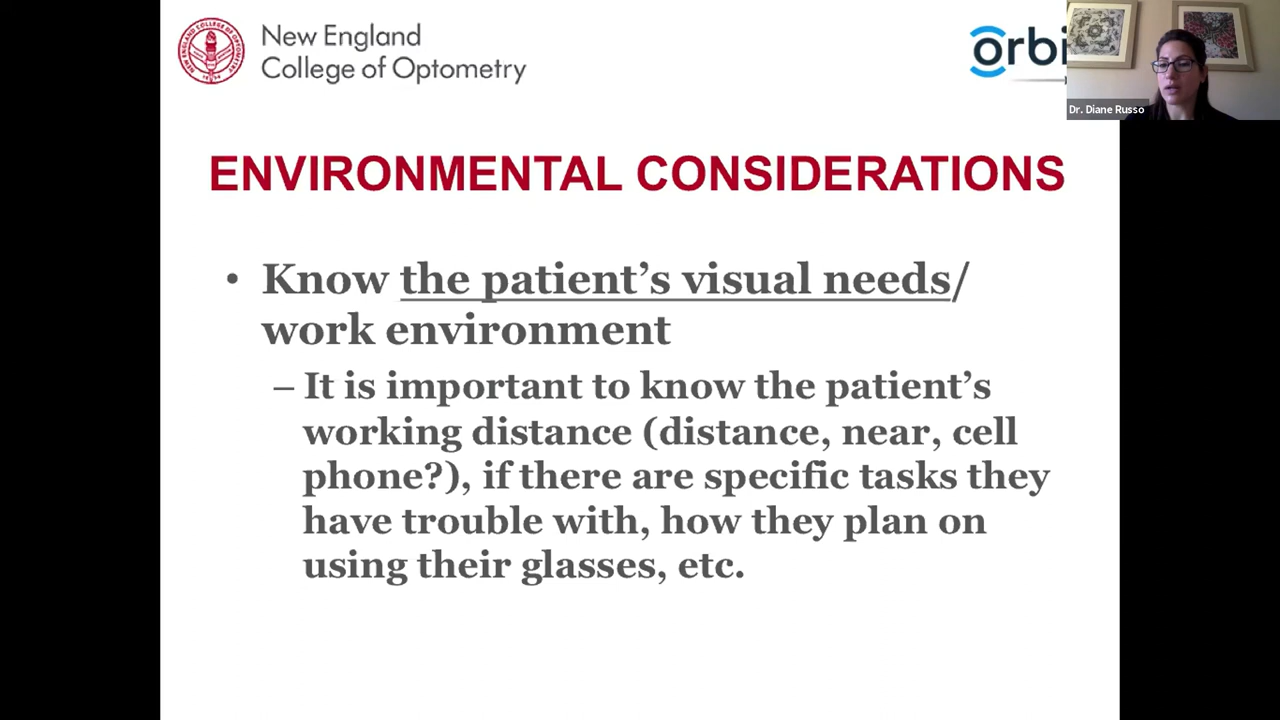 New England
College of Optometry
orbi
Dr. Diane Russo
ENVIRONMENTAL CONSIDERATIONS
• Know the patient’s visual needs/
work environment
– It is important to know the patient’s
working distance (distance, near, cell
phone?), if there are specific tasks they
have trouble with, how they plan on
using their glasses, etc.